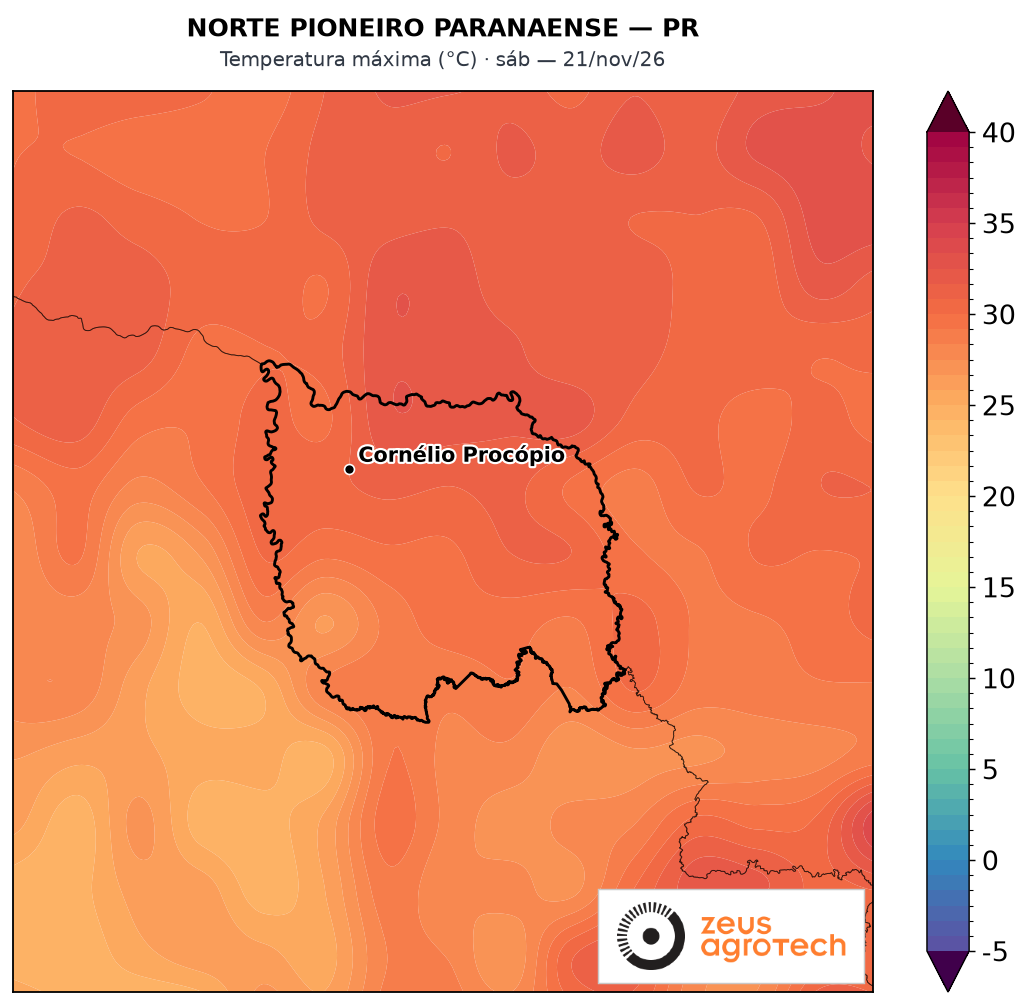 NORTE PIONEIRO PARANAENSE — PR
Temperatura máxima (°C) · sáb — 21/nov/26
40
35
30
25
20
15
10
5
0
-5
Cornélio Procópio
zeus
agrotech